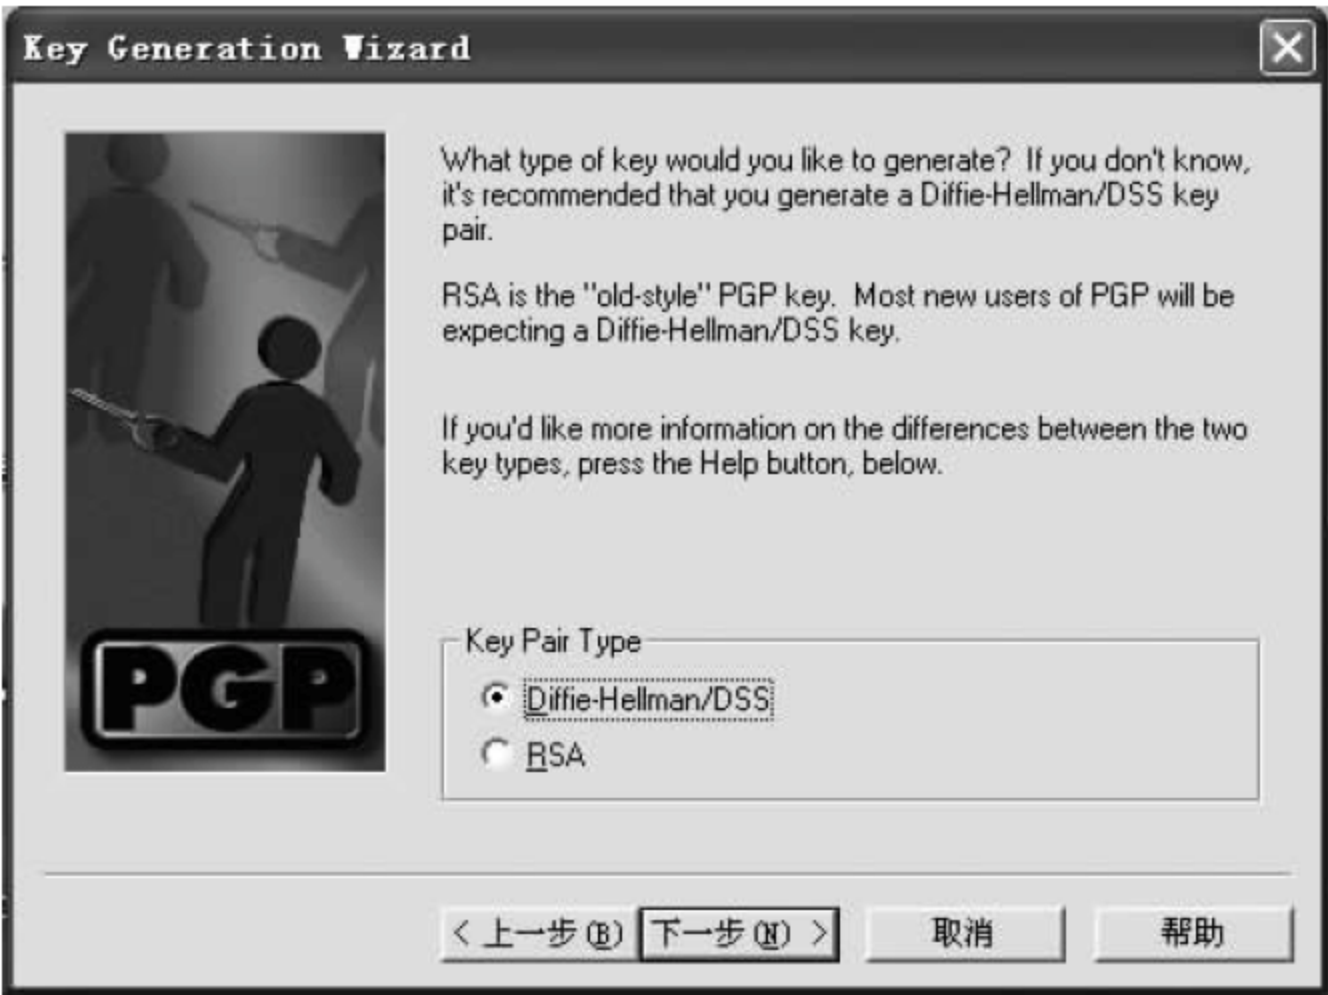 Key Generation Wizard
What type of key would you like to generate? If you don't know,
it's recommended that you generate a Diffie-Hellman/DSS key
pair.
RSA is the "old-style" PGP key. Most new users of PGP will be
expecting a Diffie-Hellman/DSS key.
If you'd like more information on the differences between the two
key types, press the Help button, below.
PGP
Key Pair Type
Diffie-Hellman/DSS
RSA
< 上一步(B) 下一步(N) > 取消 帮助